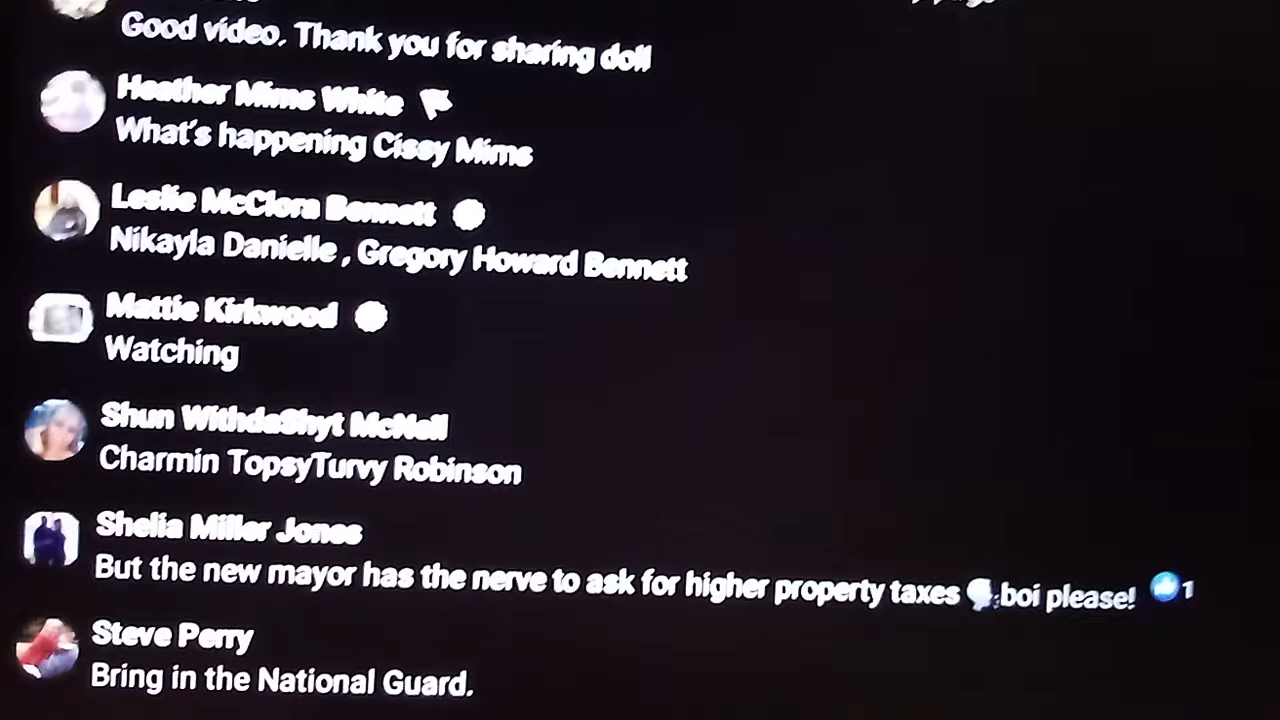 Good video. Thank you for sharing doll
Heather Mims White
What's happening Cissy Mims
Leslie McClora Bennett
Nikayla Danielle , Gregory Howard Bennett
Mattie Kirkwood
Watching
Shun WithdaShyt McNeil
Charmin TopsyTurvy Robinson
Shelia Miller Jones
But the new mayor has the nerve to ask for higher property taxes 🗣.boi please! 1
Steve Perry
Bring in the National Guard.